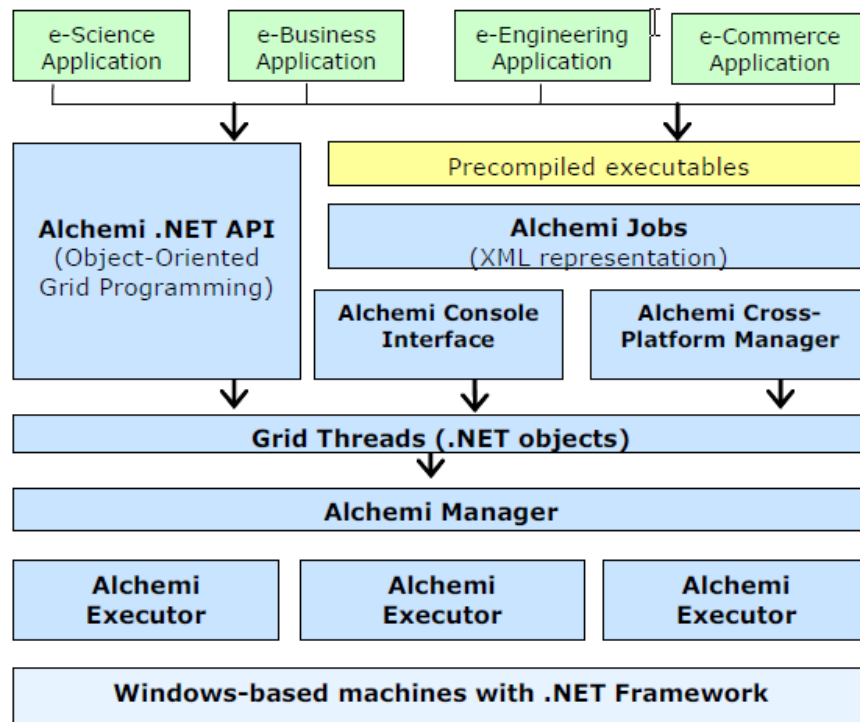 e-Science
Application
e-Business
Application
e-Engineering
Application
e-Commerce
Application
Precompiled executables
Alchemi .NET API
(Object-Oriented
Grid Programming)
Alchemi Jobs
(XML representation)
Alchemi Console
Interface
Alchemi Cross-
Platform Manager
Grid Threads (.NET objects)
Alchemi Manager
Alchemi
Executor
Alchemi
Executor
Alchemi
Executor
Windows-based machines with .NET Framework